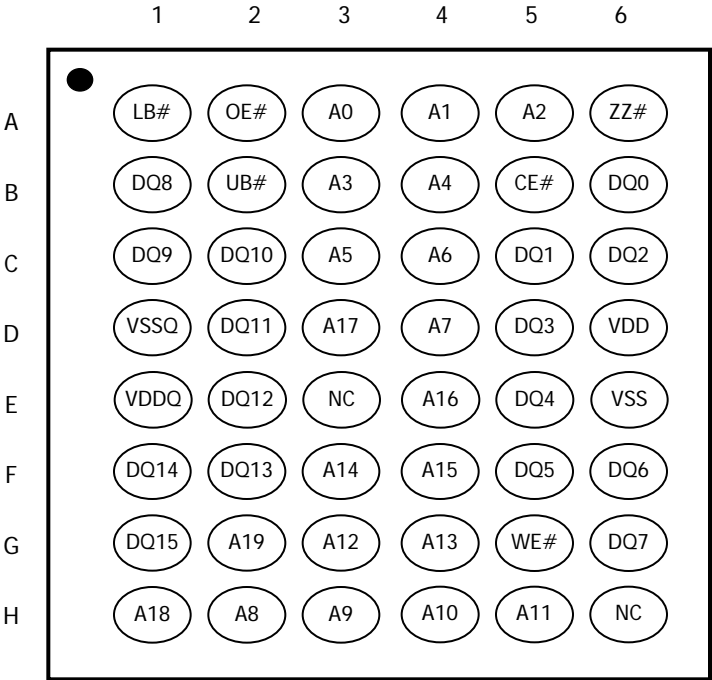 1 2 3 4 5 6
A LB# OE# A0 A1 A2 ZZ#
B DQ8 UB# A3 A4 CE# DQ0
C DQ9 DQ10 A5 A6 DQ1 DQ2
D VSSQ DQ11 A17 A7 DQ3 VDD
E VDDQ DQ12 NC A16 DQ4 VSS
F DQ14 DQ13 A14 A15 DQ5 DQ6
G DQ15 A19 A12 A13 WE# DQ7
H A18 A8 A9 A10 A11 NC